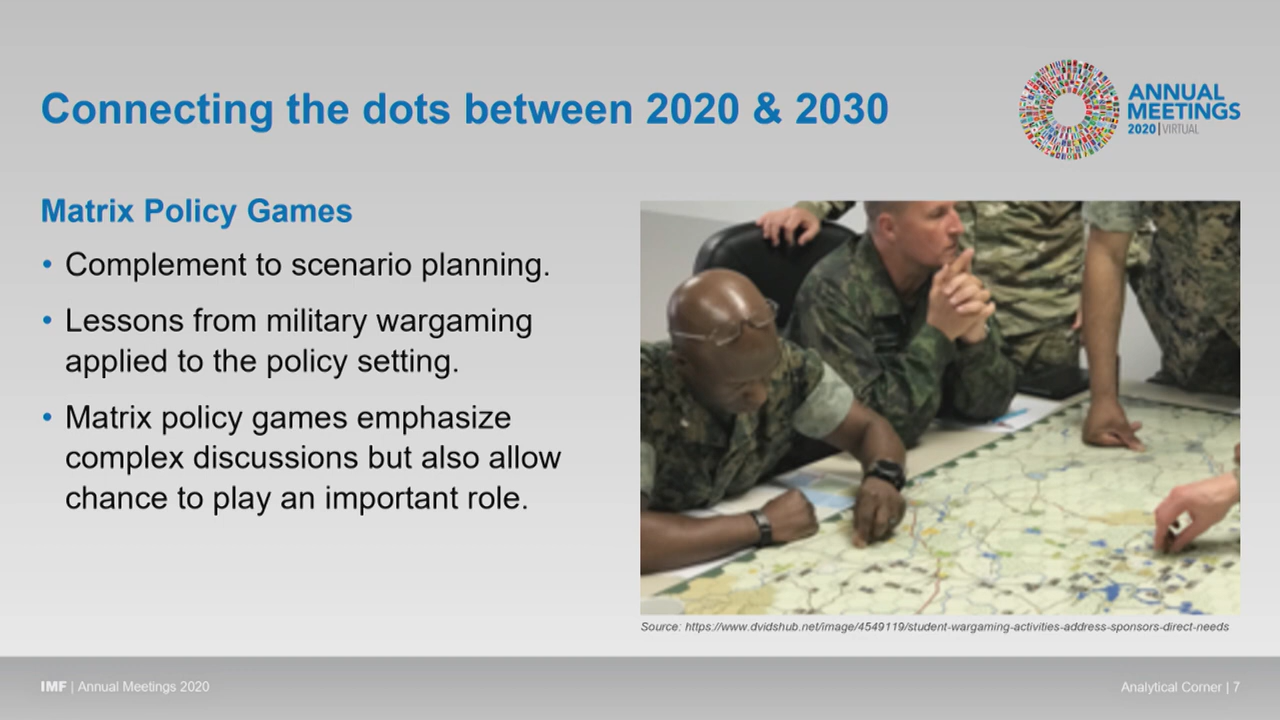 Connecting the dots between 2020 & 2030
ANNUAL
MEETINGS
2020 | VIRTUAL
Matrix Policy Games
• Complement to scenario planning.
• Lessons from military wargaming
applied to the policy setting.
• Matrix policy games emphasize
complex discussions but also allow
chance to play an important role.
Source: https://www.dvidshub.net/image/4549119/student-wargaming-activities-address-sponsors-direct-needs
IMF | Annual Meetings 2020
Analytical Corner | 7